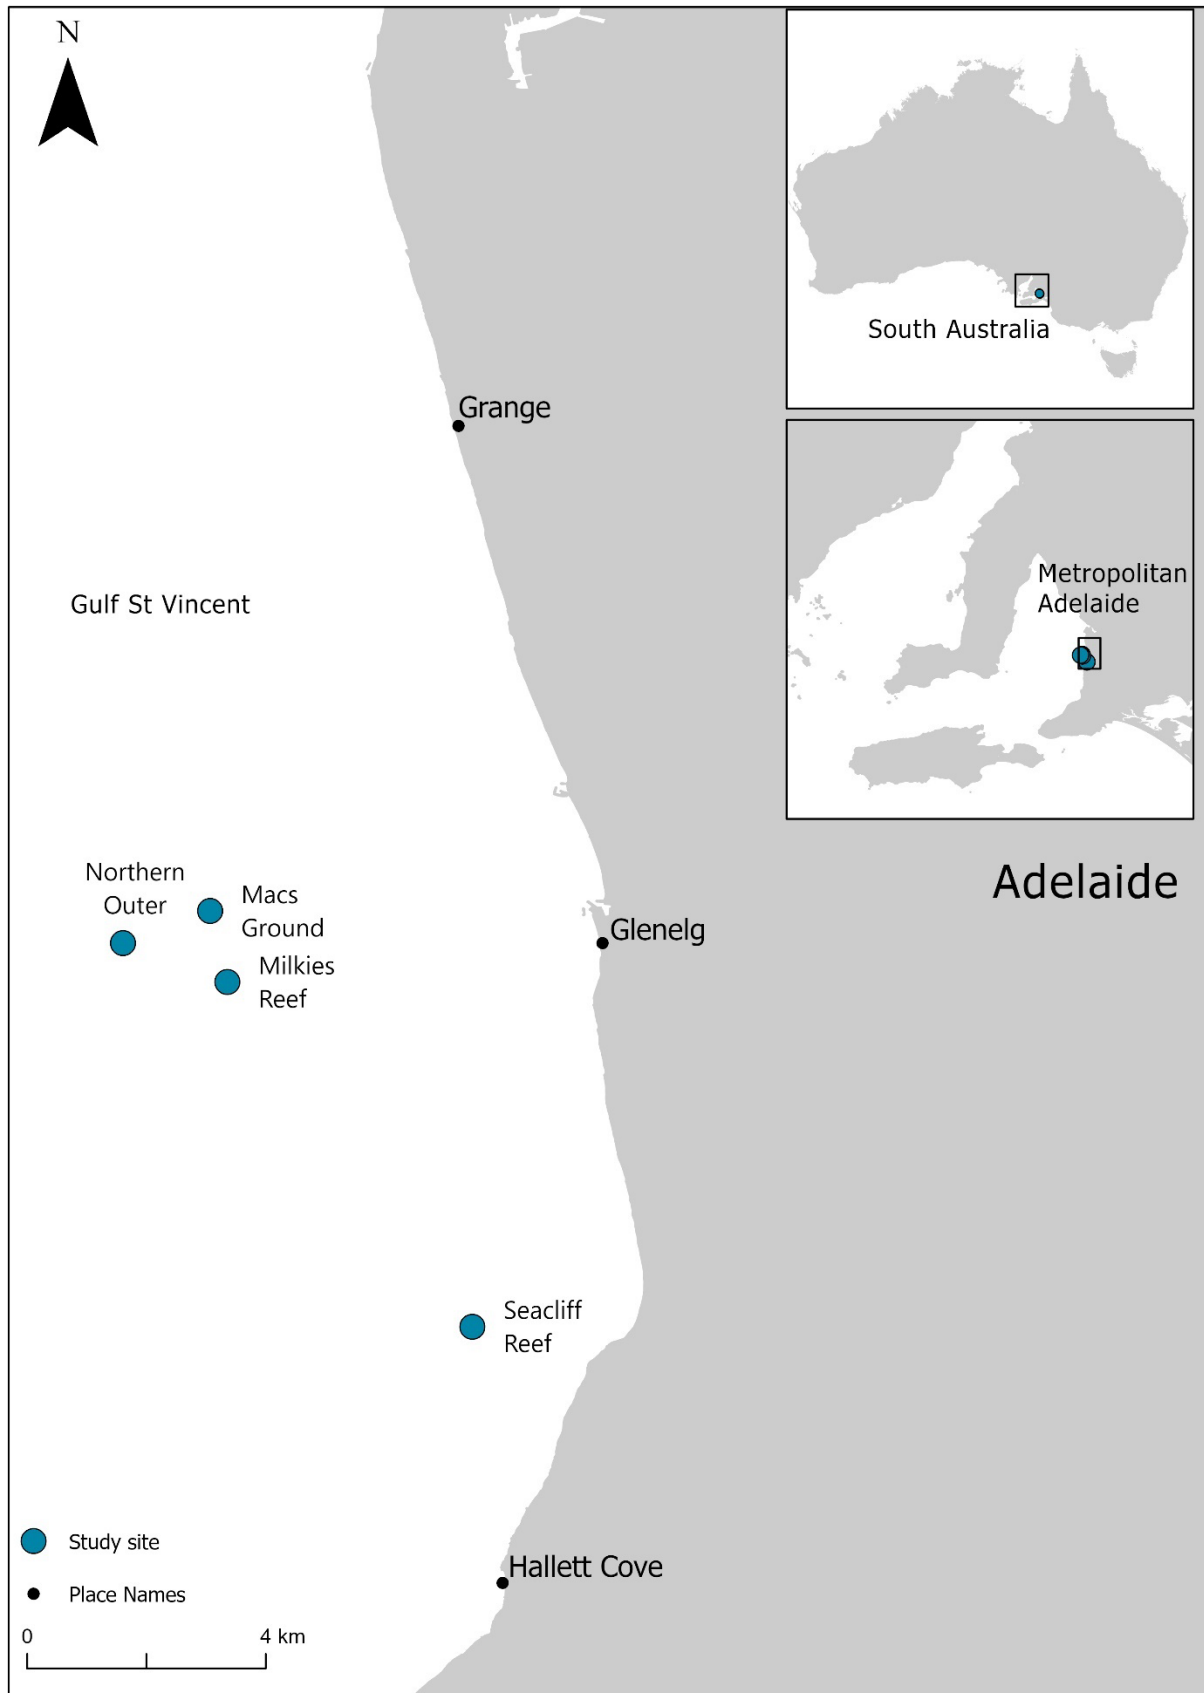 N
South Australia
Grange
Metropolitan
Adelaide
Gulf St Vincent
Adelaide
Northern
Outer
Macs
Ground
Glenelg
Milkies
Reef
Seacliff
Reef
Study site
Hallett Cove
Place Names
0 4 km